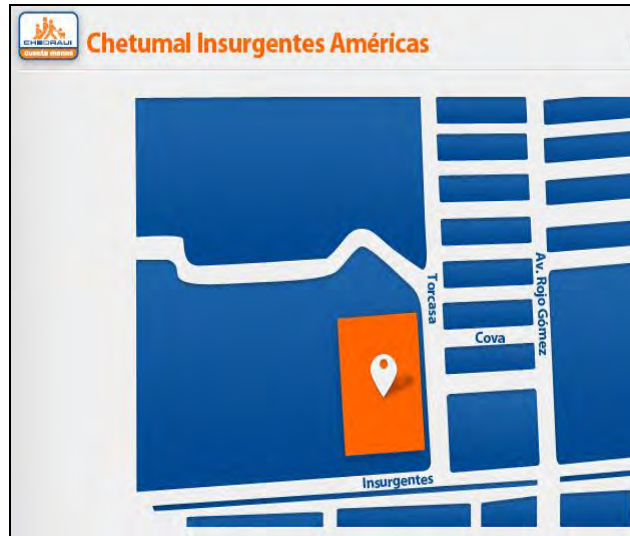 CHEDRAUI
cuesta menos
Chetumal Insurgentes Américas
Torcasa
Av. Rojo Gómez
Cova
Insurgentes